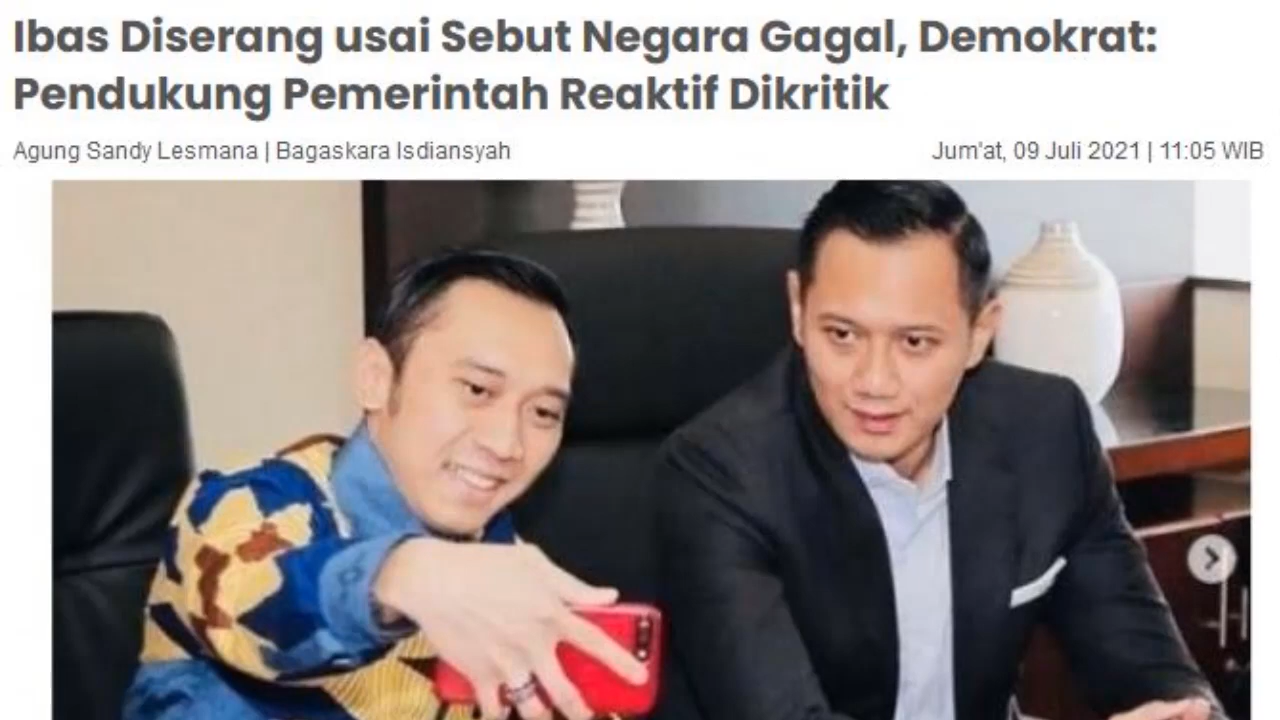 Ibas Diserang usai Sebut Negara Gagal, Demokrat:
Pendukung Pemerintah Reaktif Dikritik
Agung Sandy Lesmana | Bagaskara Isdiansyah
Jum'at, 09 Juli 2021 | 11:05 WIB